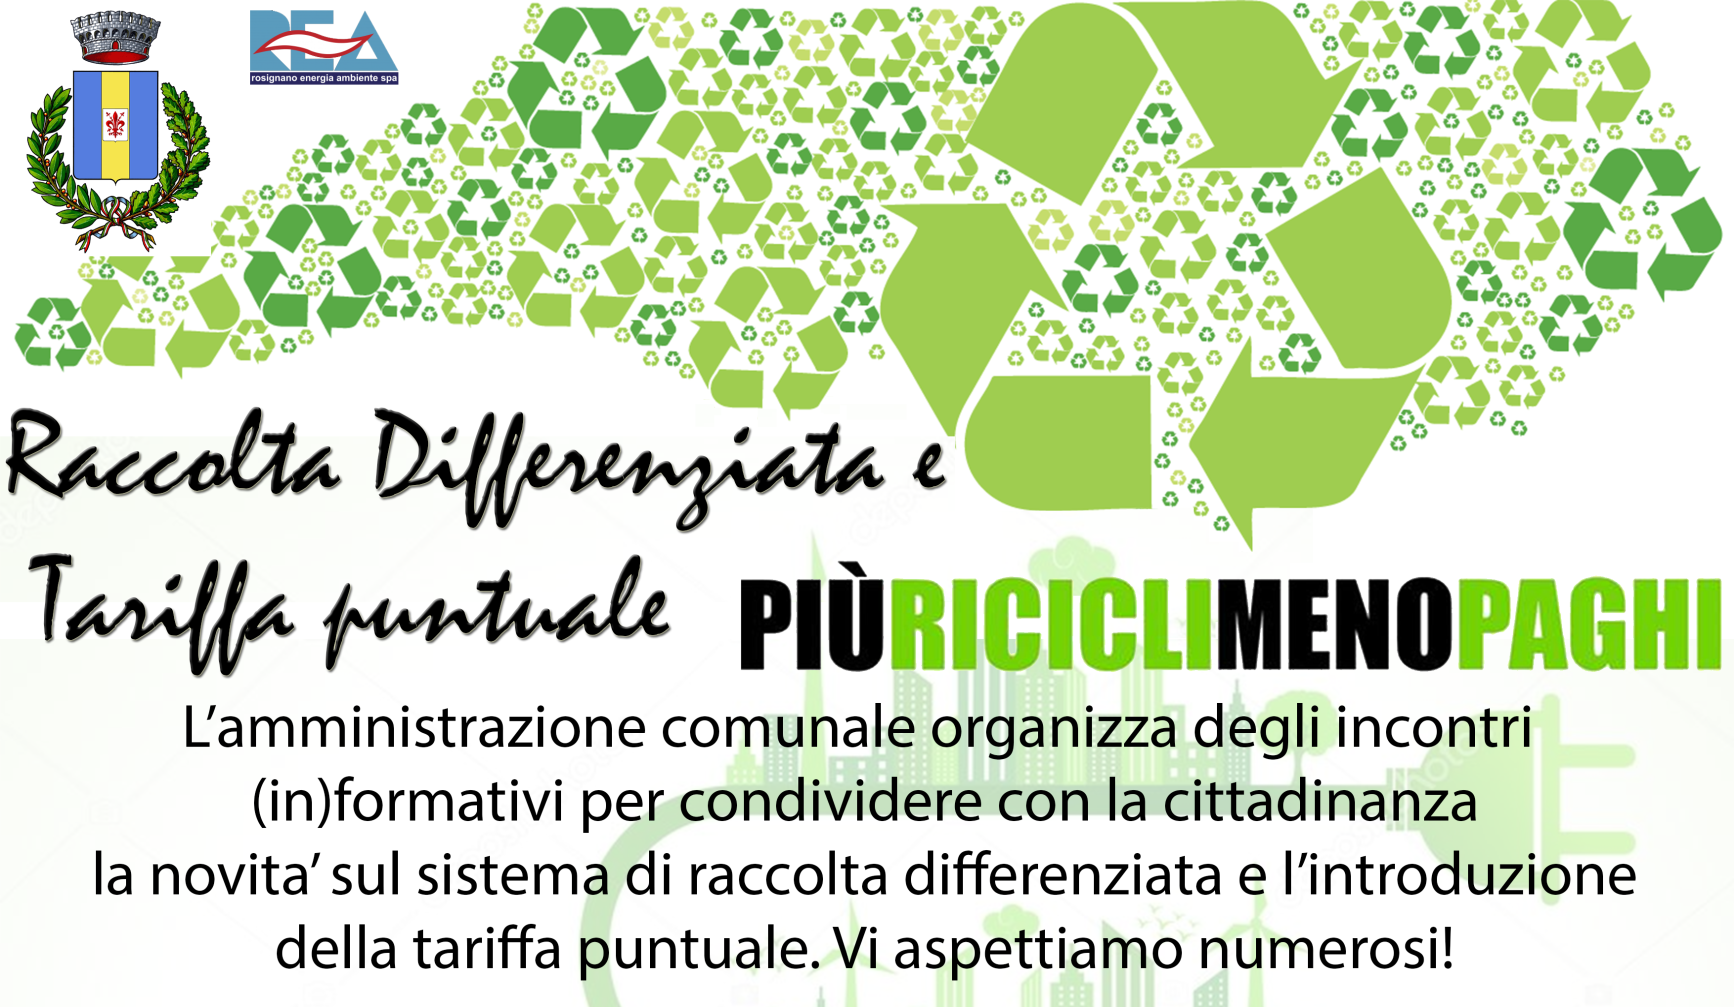 REA
rosignano energia ambiente spa
Raccolta Differenziata e
Tariffa puntuale
PIÙRICICLIMENOPAGHI
L’amministrazione comunale organizza degli incontri
(in)formativi per condividere con la cittadinanza
la novita’ sul sistema di raccolta differenziata e l’introduzione
della tariffa puntuale. Vi aspettiamo numerosi!